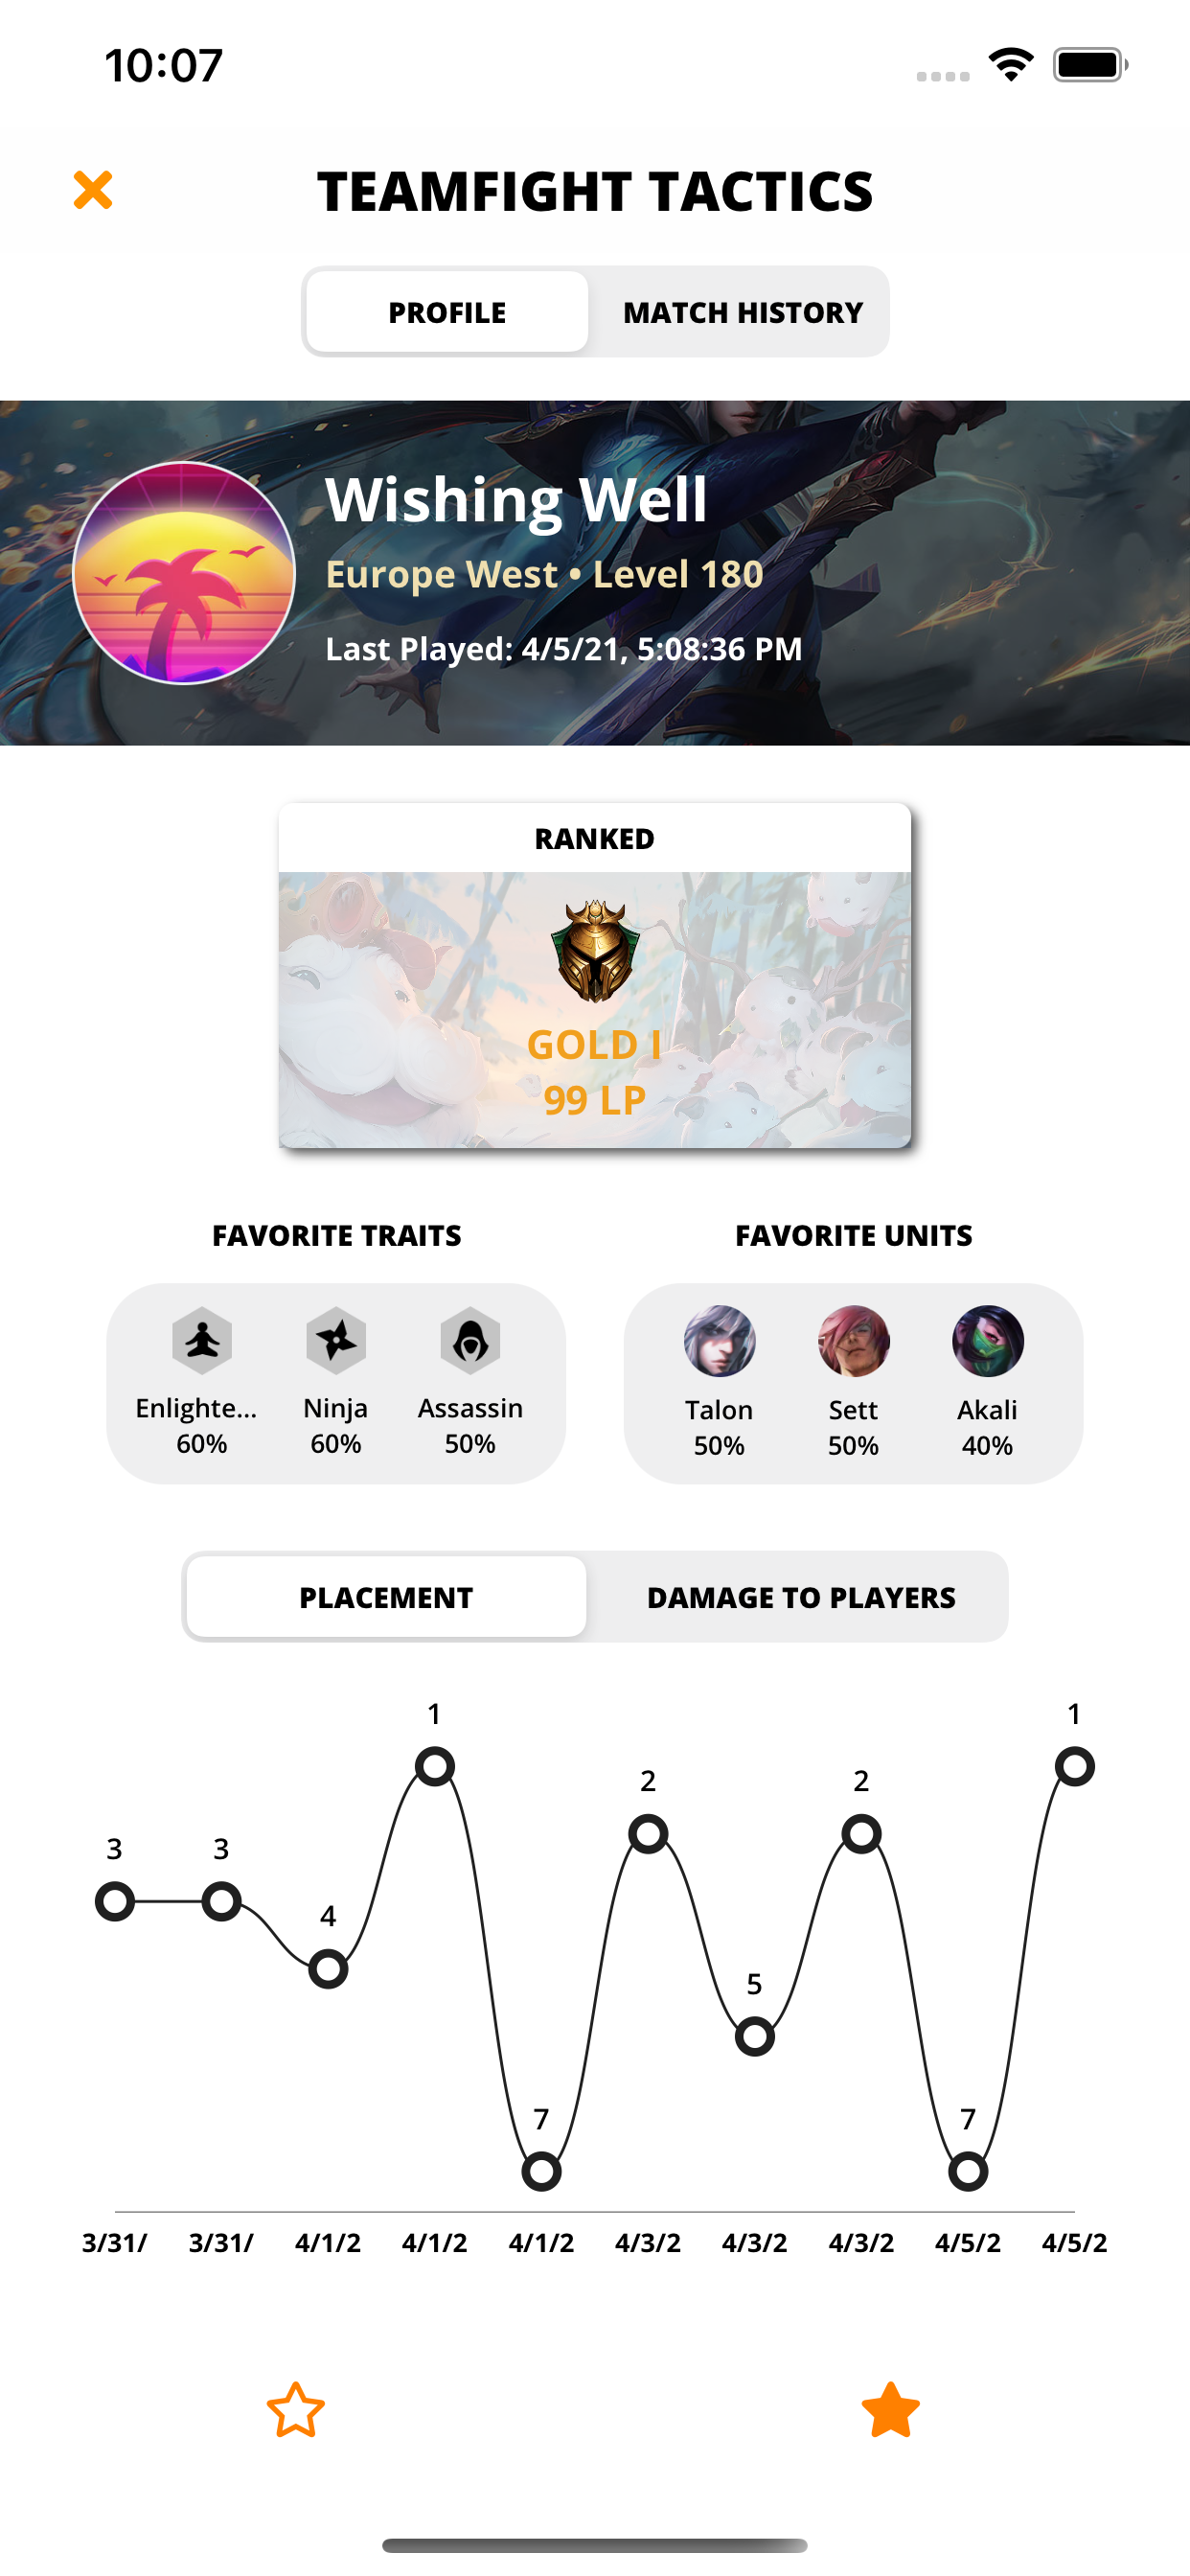 10:07
TEAMFIGHT TACTICS
PROFILE
MATCH HISTORY
Wishing Well
Europe West • Level 180
Last Played: 4/5/21, 5:08:36 PM
RANKED
GOLD I
99 LP
FAVORITE TRAITS
FAVORITE UNITS
Enlighte... Ninja Assassin
60% 60% 50%
Talon Sett Akali
50% 50% 40%
PLACEMENT
DAMAGE TO PLAYERS
3 3 4 1 7 2 5 2 7 1
3/31/ 3/31/ 4/1/2 4/1/2 4/1/2 4/3/2 4/3/2 4/3/2 4/5/2 4/5/2